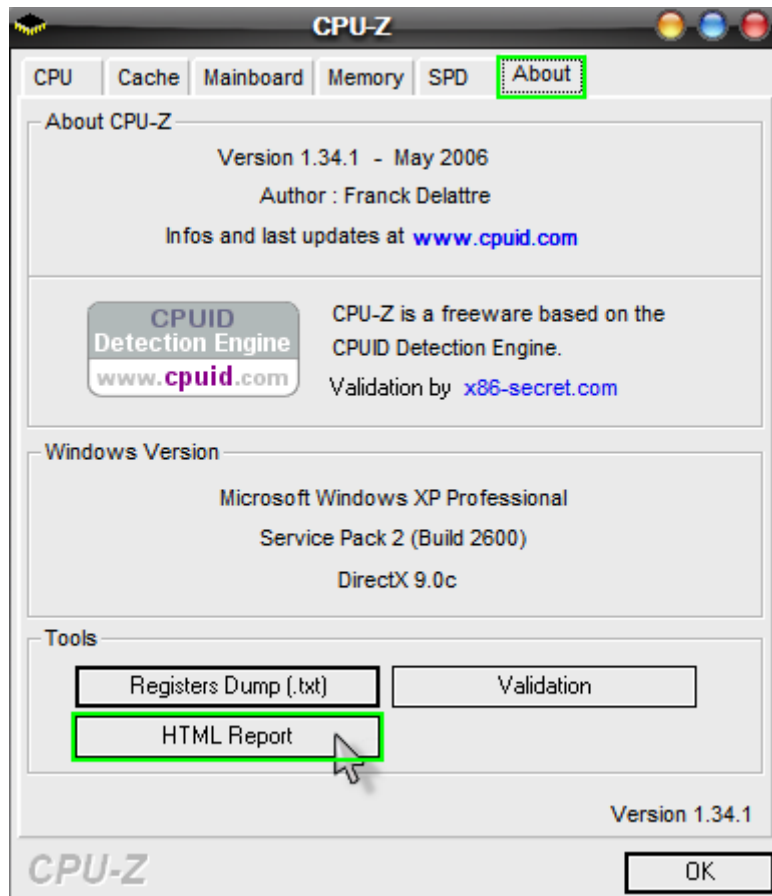 CPU-Z
CPU Cache Mainboard Memory SPD About
About CPU-Z
Version 1.34.1 - May 2006
Author : Franck Delattre
Infos and last updates at www.cpuid.com
CPUID
Detection Engine
www.cpuid.com
CPU-Z is a freeware based on the
CPUID Detection Engine.
Validation by x86-secret.com
Windows Version
Microsoft Windows XP Professional
Service Pack 2 (Build 2600)
DirectX 9.0c
Tools
Registers Dump (.txt) Validation
HTML Report
Version 1.34.1
CPU-Z OK